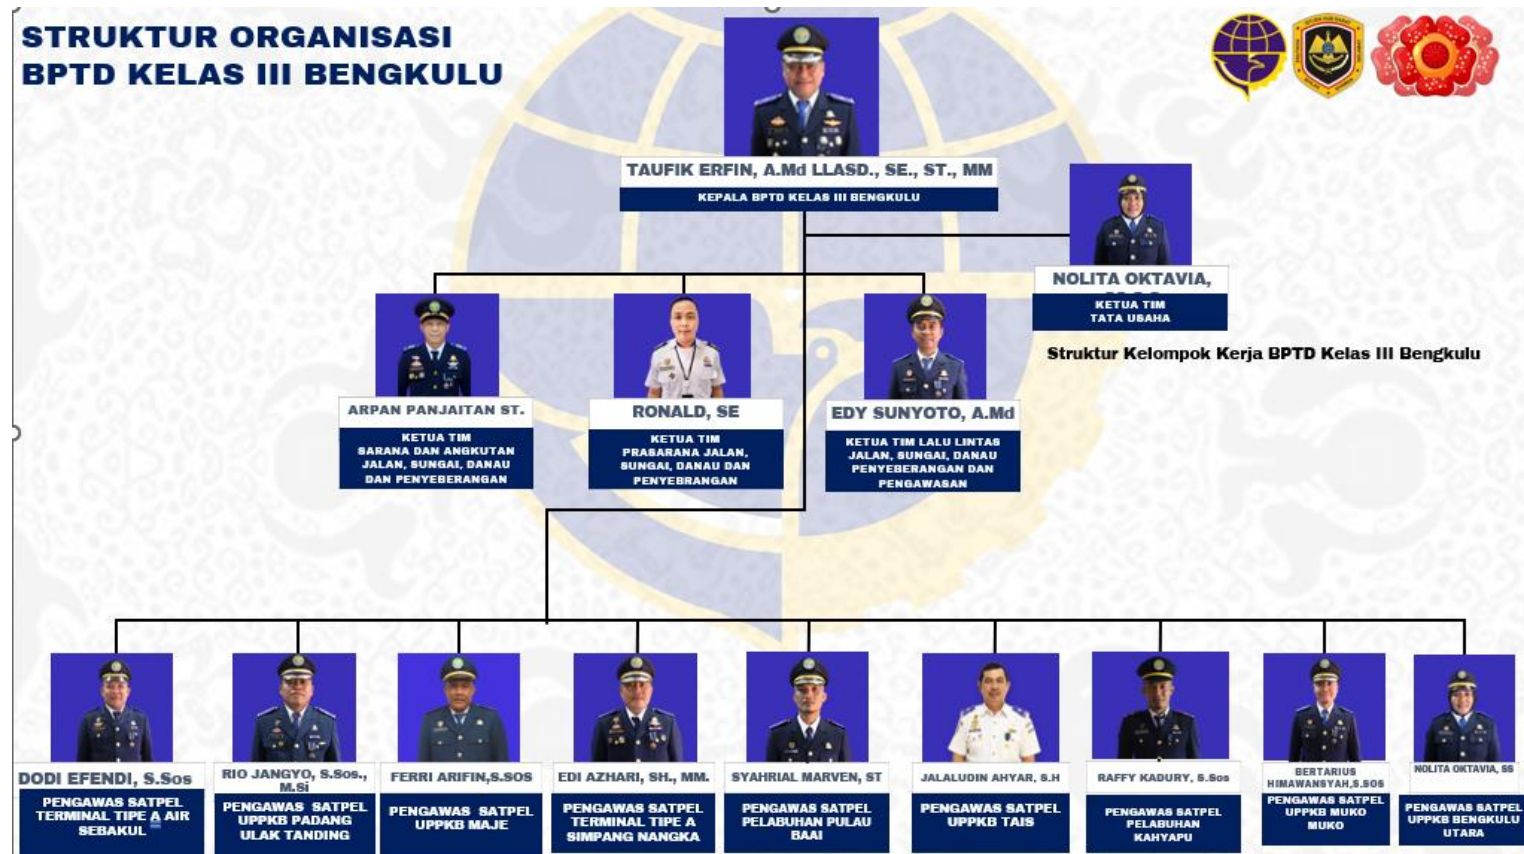 STRUKTUR ORGANISASI
BPTD KELAS III BENGKULU
TAUFIK ERFIN, A.Md LLASD., SE., ST., MM
KEPALA BPTD KELAS III BENGKULU
NOLITA OKTAVIA,
KETUA TIM
TATA USAHA
Struktur Kelompok Kerja BPTD Kelas III Bengkulu
ARPAN PANJAITAN ST.
KETUA TIM
SARANA DAN ANGKUTAN
JALAN, SUNGAI, DANAU
DAN PENYEBERANGAN
RONALD, SE
KETUA TIM
PRASARANA JALAN,
SUNGAI, DANAU DAN
PENYEBRANGAN
EDY SUNYOTO, A.Md
KETUA TIM LALU LINTAS
JALAN, SUNGAI, DANAU
PENYEBERANGAN DAN
PENGAWASAN
DODI EFENDI, S.Sos
PENGAWAS SATPEL
TERMINAL TIPE A AIR
SEBAKUL
RIO JANGYO, S.Sos.,
M.Si
PENGAWAS SATPEL
UPPKB PADANG
ULAK TANDING
FERRI ARIFIN,S.SOS
PENGAWAS SATPEL
UPPKB MAJE
EDI AZHARI, SH., MM.
PENGAWAS SATPEL
TERMINAL TIPE A
SIMPANG NANGKA
SYAHRIAL MARVEN, ST
PENGAWAS SATPEL
PELABUHAN PULAU
BAAI
JALALUDIN AHYAR, S.H
PENGAWAS SATPEL
UPPKB TAIS
RAFFY KADURY, S.Sos
PENGAWAS SATPEL
PELABUHAN
KAHYAPU
BERTARIUS
HIMAWANSYAH,S.SOS
PENGAWAS SATPEL
UPPKB MUKO
MUKO
NOLITA OKTAVIA, SS
PENGAWAS SATPEL
UPPKB BENGKULU
UTARA